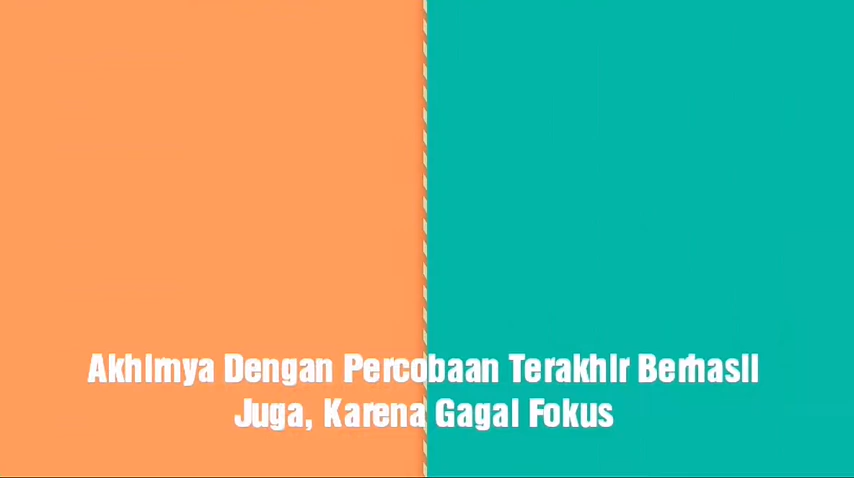 Akhirnya Dengan Percobaan Terakhir Berhasil
Juga, Karena Gagal Fokus